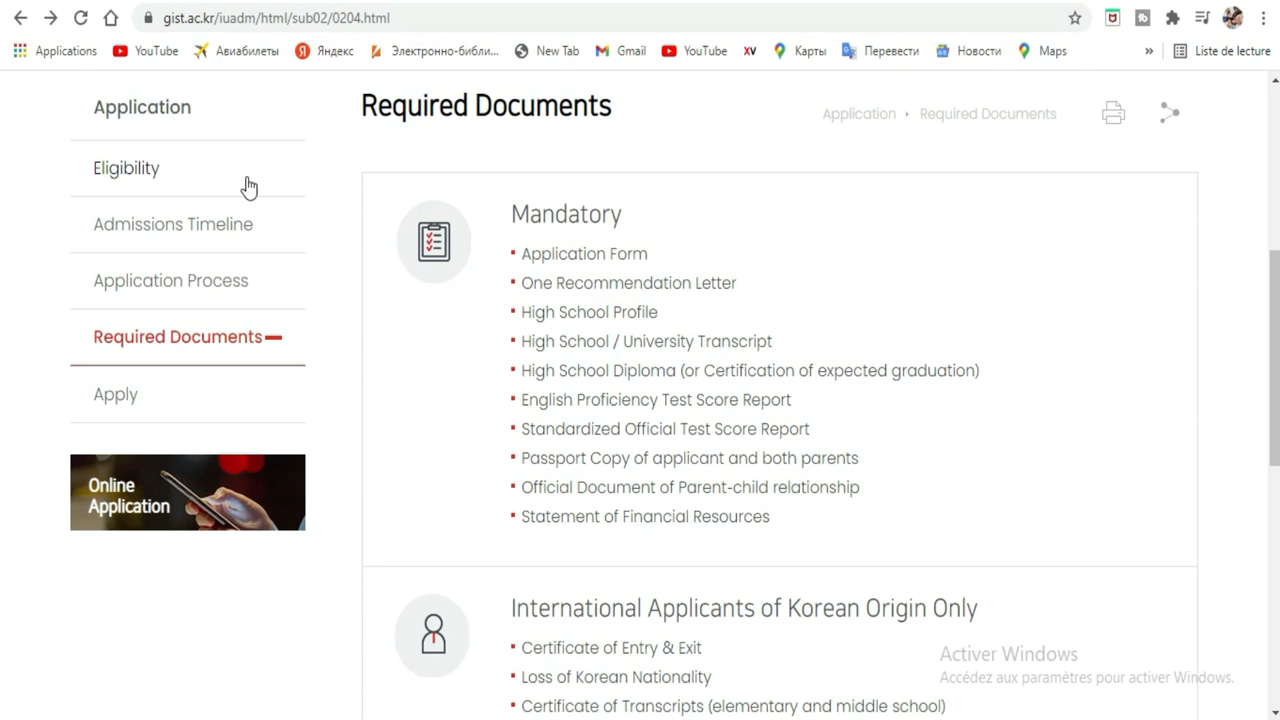 gist.ac.kr/iuadm/html/sub02/0204.html
Applications YouTube Авиабилеты Яндекс Электронно-библи... New Tab Gmail YouTube XV Карты Перевести Новости Maps » Liste de lecture
Application
Eligibility
Admissions Timeline
Application Process
Required Documents
Apply
Online
Application
Required Documents
Application › Required Documents
Mandatory
Application Form
One Recommendation Letter
High School Profile
High School / University Transcript
High School Diploma (or Certification of expected graduation)
English Proficiency Test Score Report
Standardized Official Test Score Report
Passport Copy of applicant and both parents
Official Document of Parent-child relationship
Statement of Financial Resources
International Applicants of Korean Origin Only
Certificate of Entry & Exit
Loss of Korean Nationality
Certificate of Transcripts (elementary and middle school)
Activer Windows
Accédez aux paramètres pour activer Windows.